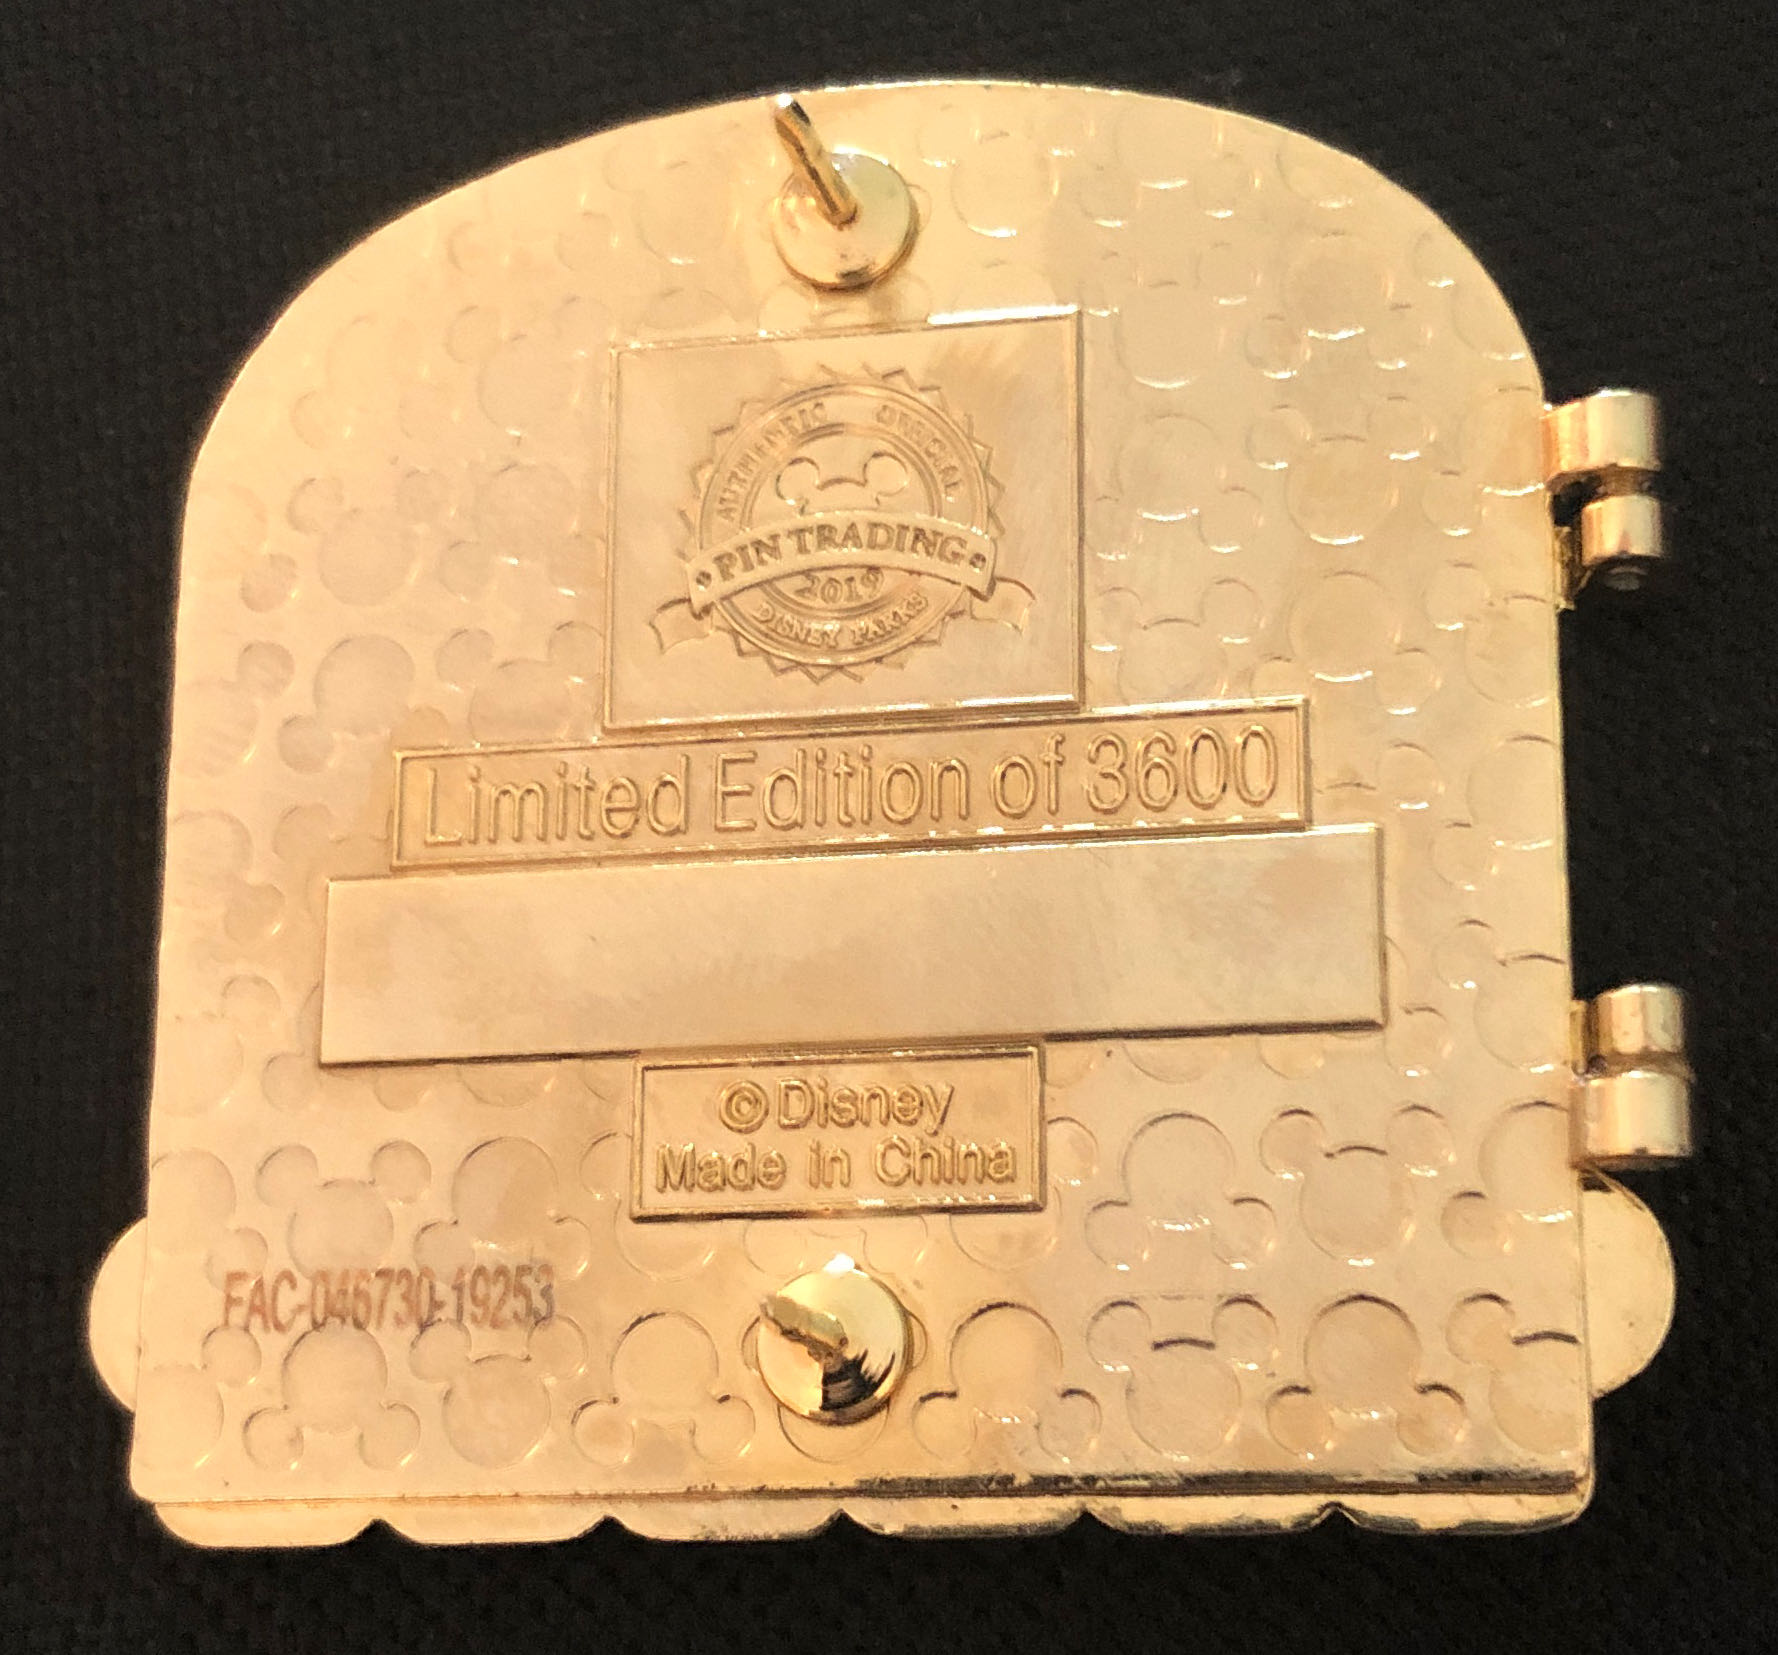 AUTHENTIC OFFICIAL
• PIN TRADING •
2019
DISNEY PARKS
Limited Edition of 3600
©Disney
Made in China
FAC-046730-19253